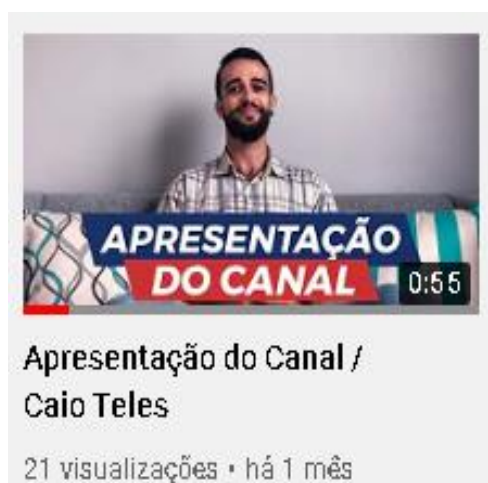 APRESENTAÇÃO
DO CANAL
0:55
Apresentação do Canal /
Caio Teles
21 visualizações • há 1 mês